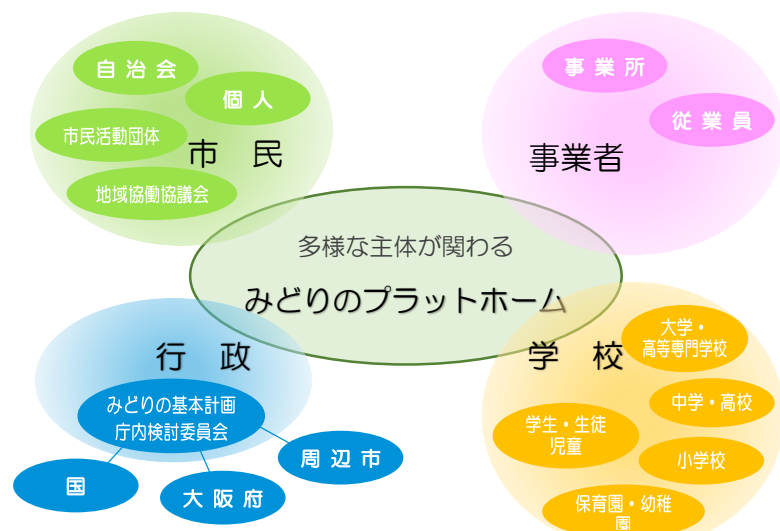 自治会
個人
市民活動団体
市 民
地域協働協議会
事業所
従業員
事業者
多様な主体が関わる
みどりのプラットホーム
行 政
みどりの基本計画
庁内検討委員会
国
大阪府
周辺市
学 校
大学・
高等専門学校
中学・高校
学生・生徒
児童
小学校
保育園・幼稚
園